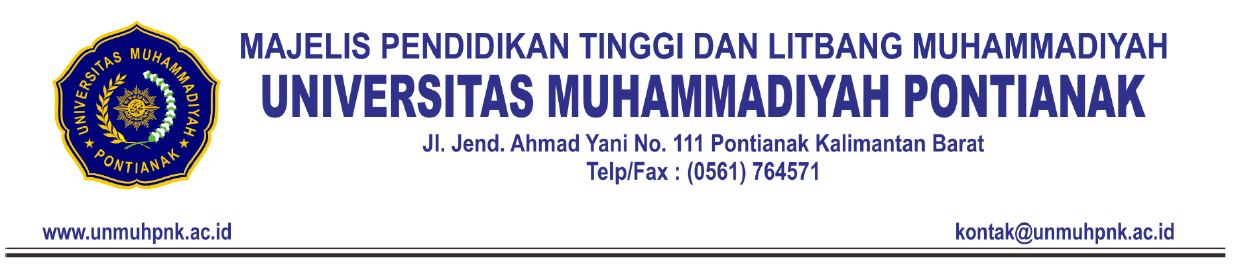 UNIVERSITAS MUHAMMADIYAH
PONTIANAK
MAJELIS PENDIDIKAN TINGGI DAN LITBANG MUHAMMADIYAH
UNIVERSITAS MUHAMMADIYAH PONTIANAK
Jl. Jend. Ahmad Yani No. 111 Pontianak Kalimantan Barat
Telp/Fax : (0561) 764571
www.unmuhpnk.ac.id
kontak@unmuhpnk.ac.id